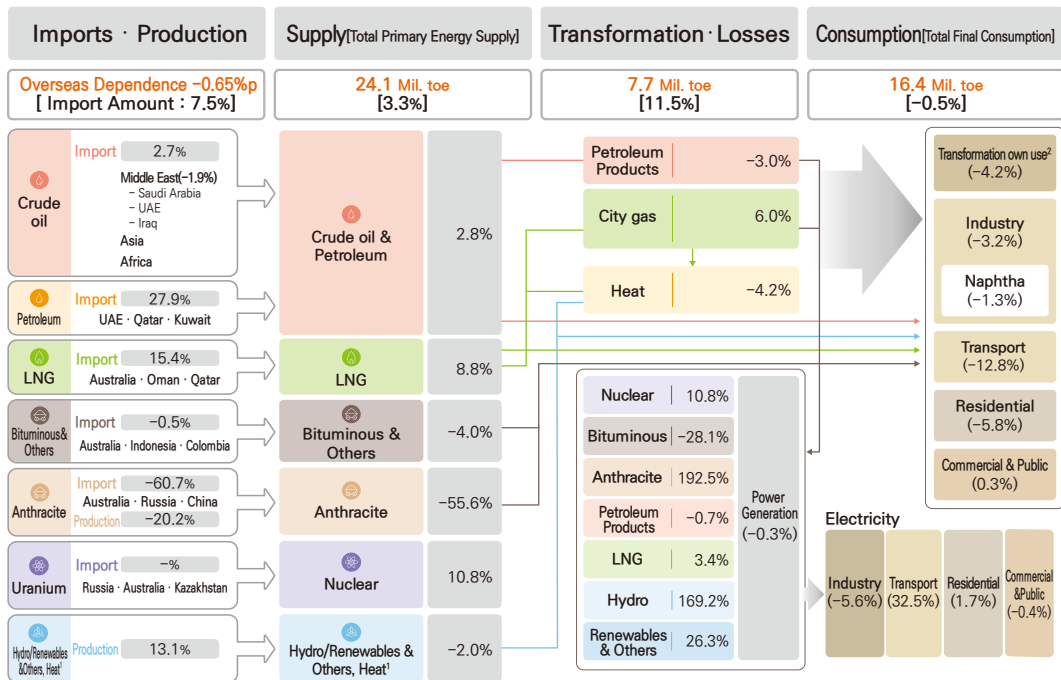 Imports · Production
Overseas Dependence -0.65%p
[ Import Amount : 7.5%]
Crude
oil
Import 2.7%
Middle East(-1.9%)
- Saudi Arabia
- UAE
- Iraq
Asia
Africa
Petroleum
Import 27.9%
UAE · Qatar · Kuwait
LNG
Import 15.4%
Australia · Oman · Qatar
Bituminous&
Others
Import -0.5%
Australia · Indonesia · Colombia
Anthracite
Import -60.7%
Australia · Russia · China
Production -20.2%
Uranium
Import -%
Russia · Australia · Kazakhstan
Hydro/Renewables
&Others, Heat¹
Production 13.1%
Supply[Total Primary Energy Supply]
24.1 Mil. toe
[3.3%]
Crude oil &
Petroleum
2.8%
LNG
8.8%
Bituminous &
Others
-4.0%
Anthracite
-55.6%
Nuclear
10.8%
Hydro/Renewables &
Others, Heat¹
-2.0%
Transformation · Losses
7.7 Mil. toe
[11.5%]
Petroleum
Products
-3.0%
City gas
6.0%
Heat
-4.2%
Nuclear 10.8%
Bituminous -28.1%
Anthracite 192.5%
Petroleum
Products
-0.7%
LNG 3.4%
Hydro 169.2%
Renewables
& Others
26.3%
Power
Generation
(-0.3%)
Consumption[Total Final Consumption]
16.4 Mil. toe
[-0.5%]
Transformation own use²
(-4.2%)
Industry
(-3.2%)
Naphtha
(-1.3%)
Transport
(-12.8%)
Residential
(-5.8%)
Commercial & Public
(0.3%)
Electricity
Industry
(-5.6%)
Transport
(32.5%)
Residential
(1.7%)
Commercial
&Public
(-0.4%)